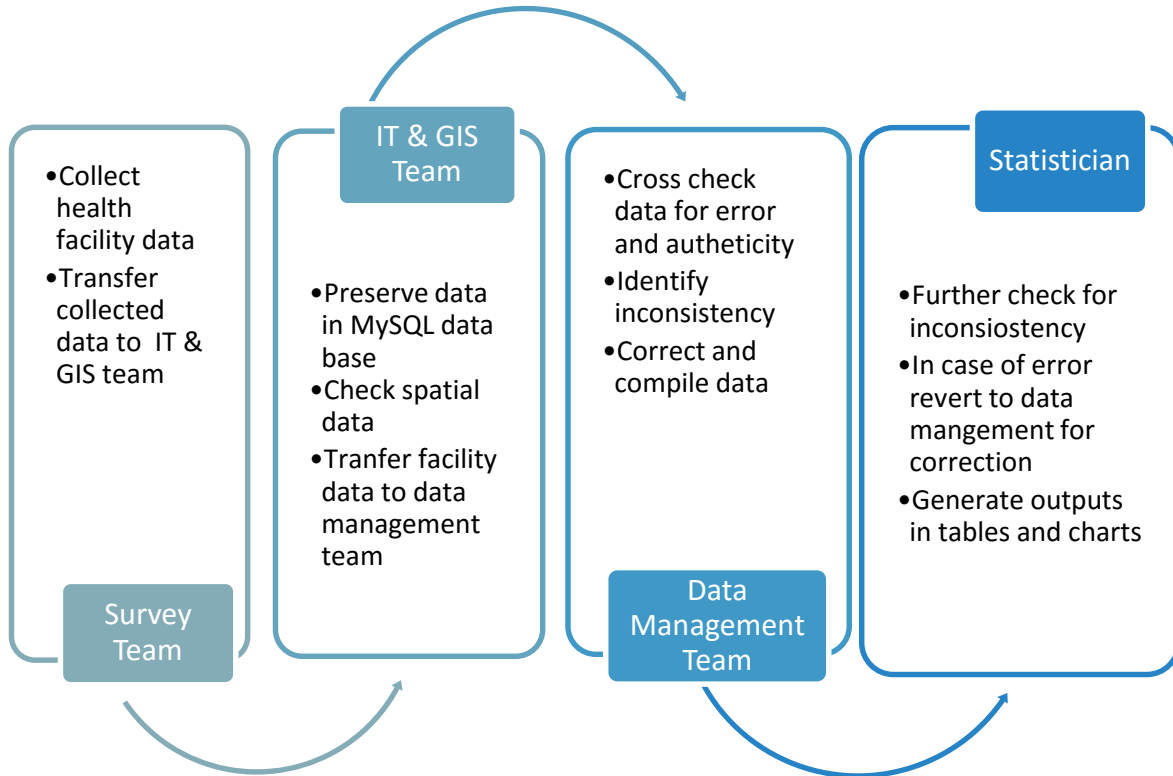 •Collect
health
facility data
•Transfer
collected
data to IT &
GIS team
Survey
Team
IT & GIS
Team
•Preserve data
in MySQL data
base
•Check spatial
data
•Tranfer facility
data to data
management
team
•Cross check
data for error
and autheticity
•Identify
inconsistency
•Correct and
compile data
Data
Management
Team
Statistician
•Further check for
inconsiostency
•In case of error
revert to data
mangement for
correction
•Generate outputs
in tables and charts